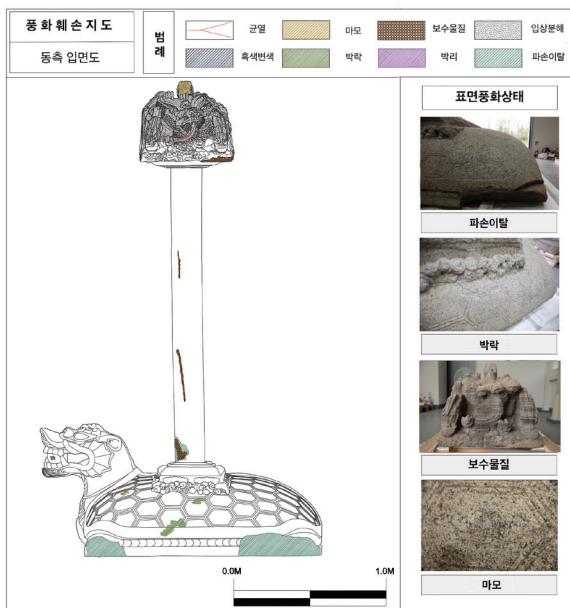 풍 화 훼 손 지 도
동측 입면도
범례
균열
마모
보수물질
입상분해
흑색변색
박락
박리
파손이탈
표면풍화상태
파손이탈
박락
보수물질
마모
0.0M
1.0M